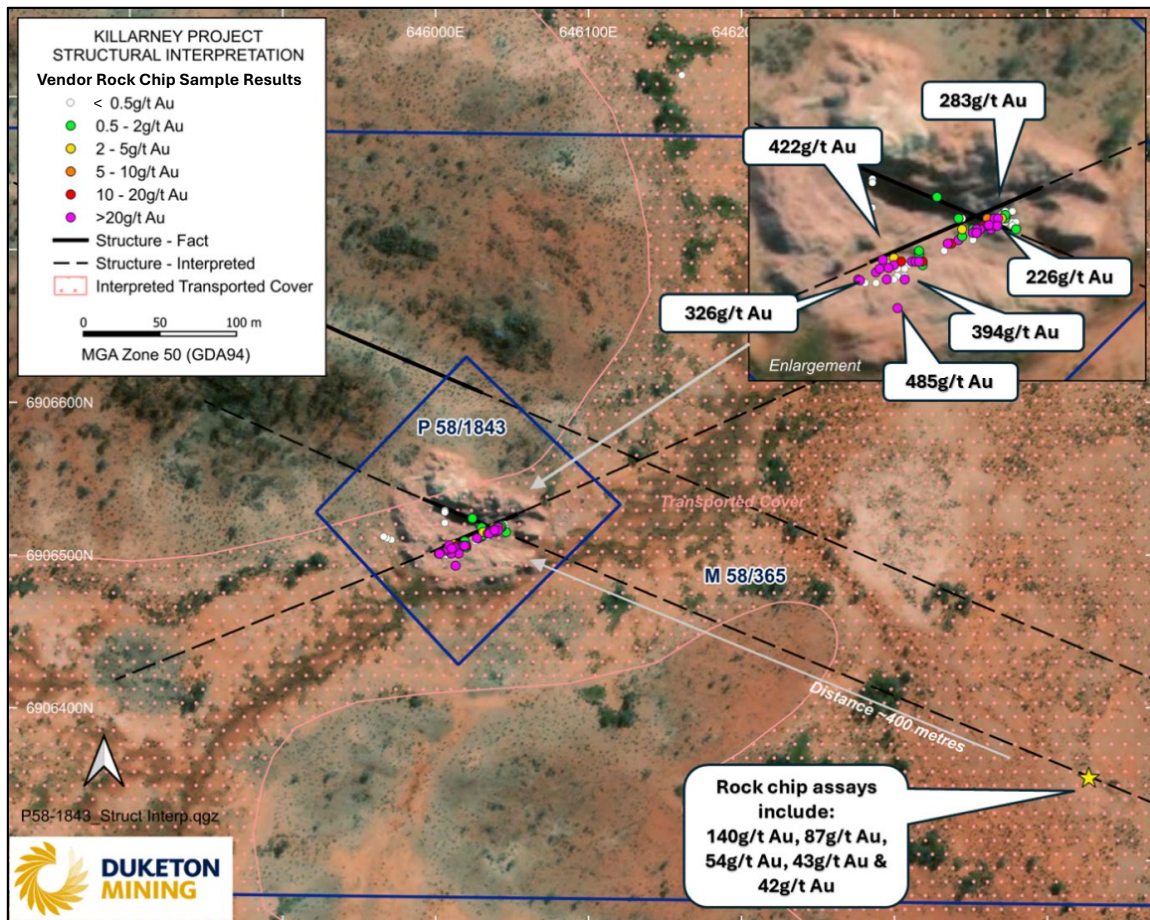 KILLARNEY PROJECT
STRUCTURAL INTERPRETATION
Vendor Rock Chip Sample Results
< 0.5g/t Au
0.5 - 2g/t Au
2 - 5g/t Au
5 - 10g/t Au
10 - 20g/t Au
>20g/t Au
Structure - Fact
Structure - Interpreted
Interpreted Transported Cover
0 50 100 m
MGA Zone 50 (GDA94)
646000E
646100E
283g/t Au
422g/t Au
226g/t Au
326g/t Au
394g/t Au
485g/t Au
Enlargement
6906600N
P 58/1843
Transported Cover
6906500N
M 58/365
6906400N
Distance ~400 metres
Rock chip assays
include:
140g/t Au, 87g/t Au,
54g/t Au, 43g/t Au &
42g/t Au
P58-1843_Struct Interp.qgz
DUKETON
MINING